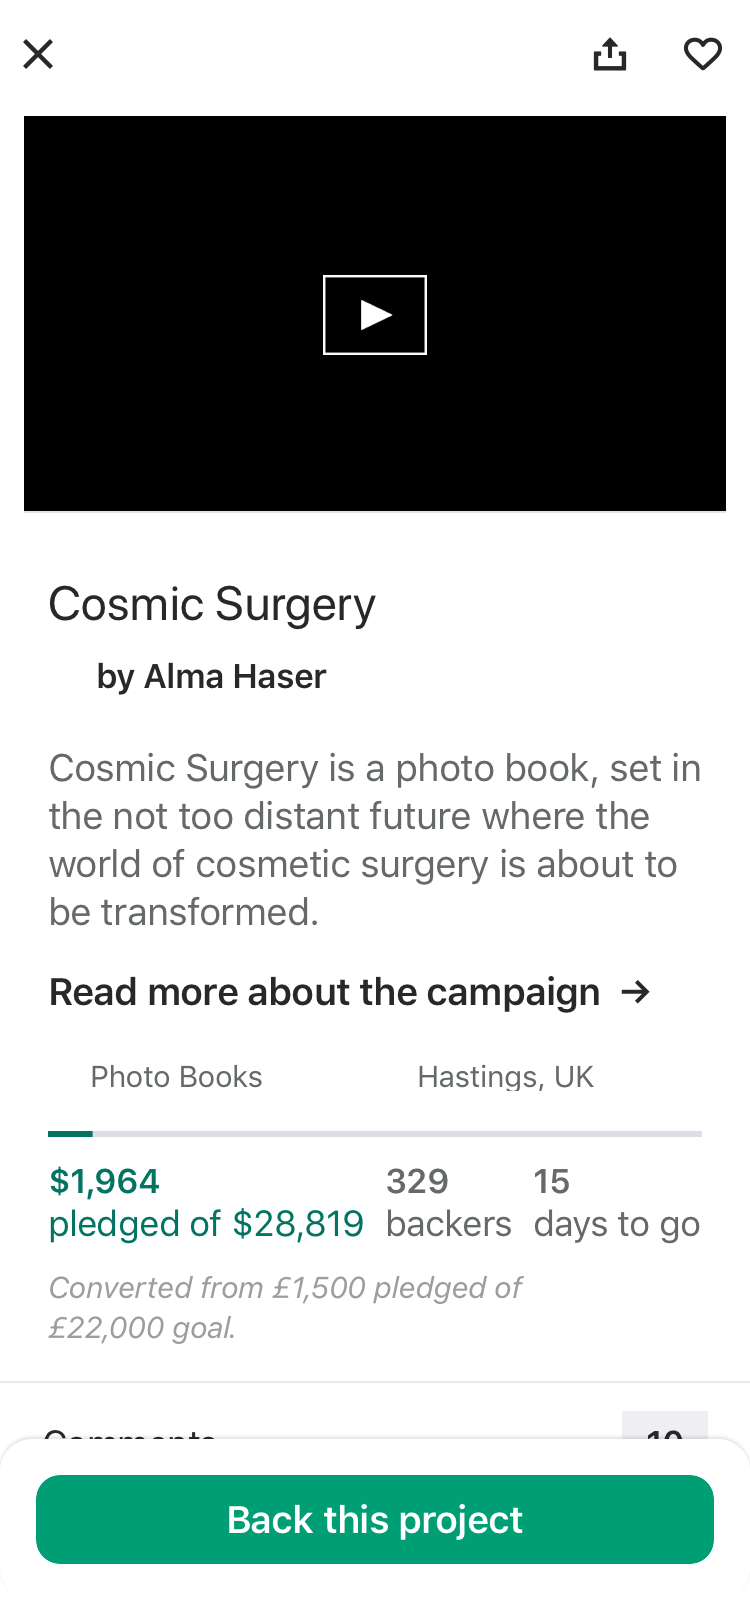 Cosmic Surgery
by Alma Haser
Cosmic Surgery is a photo book, set in
the not too distant future where the
world of cosmetic surgery is about to
be transformed.
Read more about the campaign →
Photo Books
Hastings, UK
$1,964
pledged of $28,819
329
backers
15
days to go
Converted from £1,500 pledged of
£22,000 goal.
Comments
10
Back this project